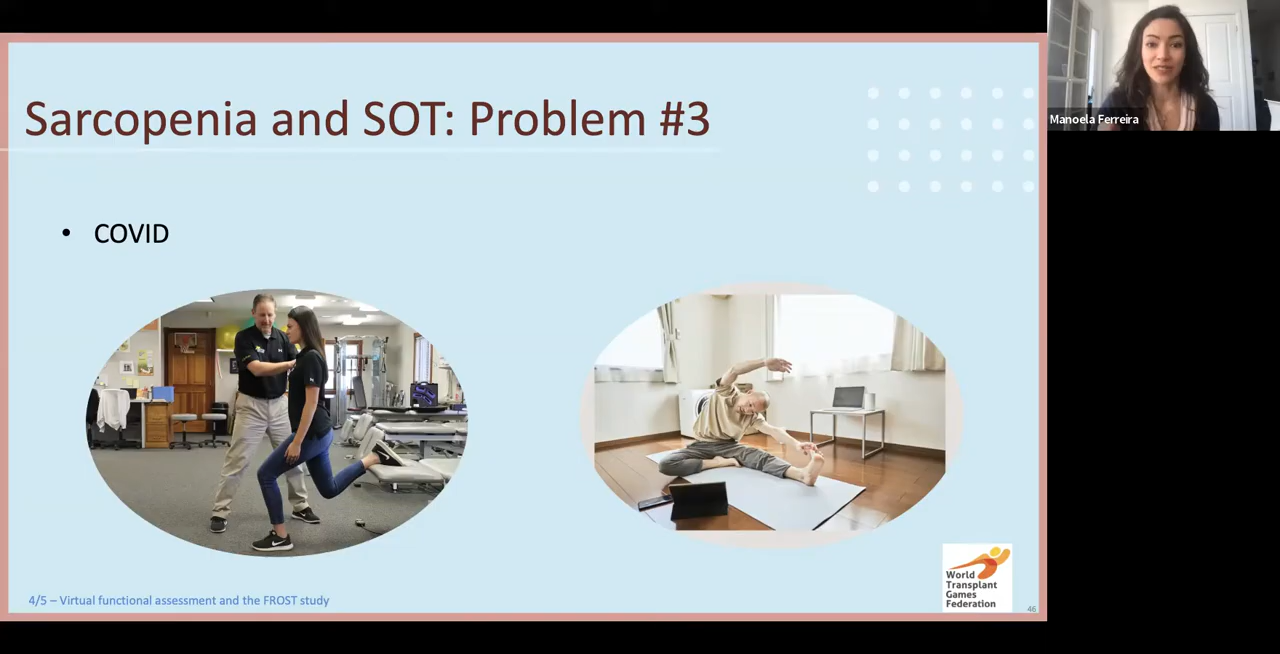 Sarcopenia and SOT: Problem #3
Manoela Ferreira
• COVID
4/5 – Virtual functional assessment and the FROST study
World
Transplant
Games
Federation
46